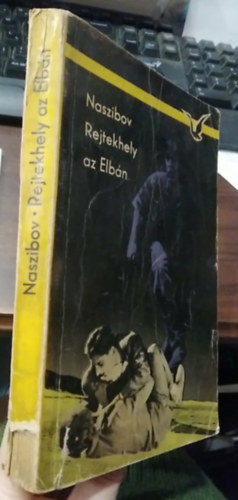 Naszibov
Rejtekhely
az Elbán
Naszibov · Rejtekhely az Elbán